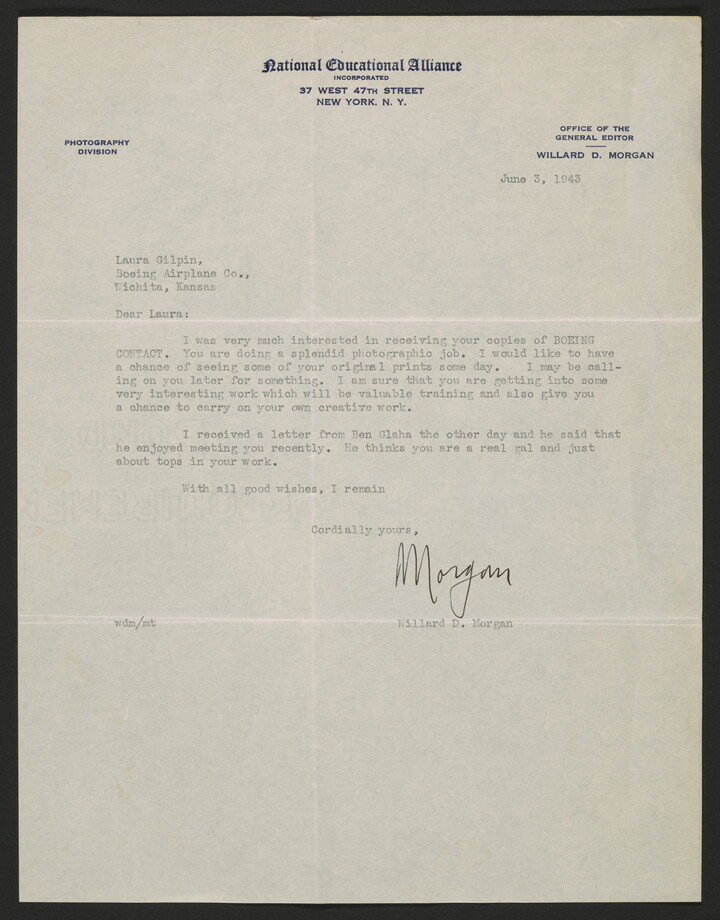 National Educational Alliance
INCORPORATED
37 WEST 47TH STREET
NEW YORK, N. Y.
PHOTOGRAPHY
DIVISION
OFFICE OF THE
GENERAL EDITOR
WILLARD D. MORGAN
June 3, 1943
Laura Gilpin,
Boeing Airplane Co.,
Wichita, Kansas
Dear Laura:
I was very much interested in receiving your copies of BOEING
CONTACT. You are doing a splendid photographic job. I would like to have
a chance of seeing some of your original prints some day. I may be call-
ing on you later for something. I am sure that you are getting into some
very interesting work which will be valuable training and also give you
a chance to carry on your own creative work.
I received a letter from Ben Glaha the other day and he said that
he enjoyed meeting you recently. He thinks you are a real gal and just
about tops in your work.
With all good wishes, I remain
Cordially yours,
Morgan
wdm/mt
Willard D. Morgan